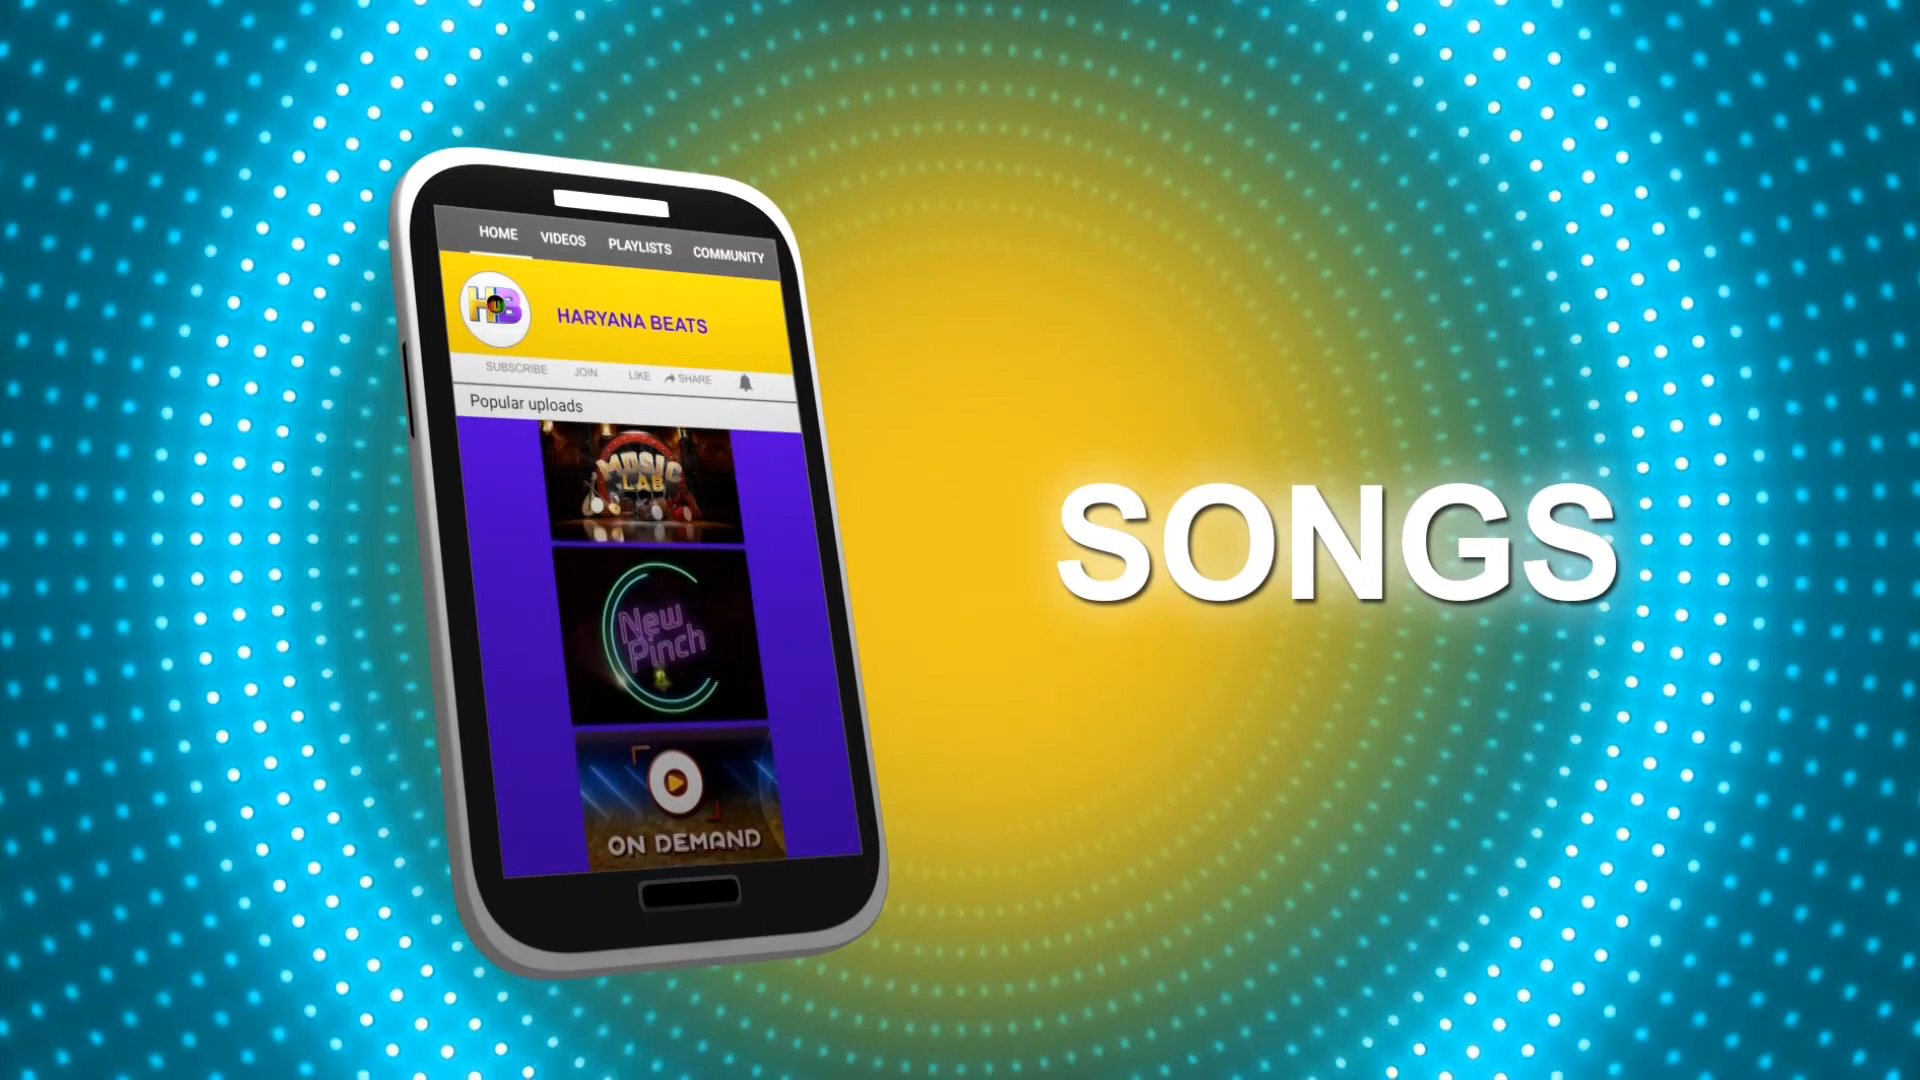 HOME VIDEOS PLAYLISTS COMMUNITY
HB
HARYANA BEATS
SUBSCRIBE JOIN LIKE SHARE
Popular uploads
MUSIC
LAB
New
Pinch
ON DEMAND
SONGS